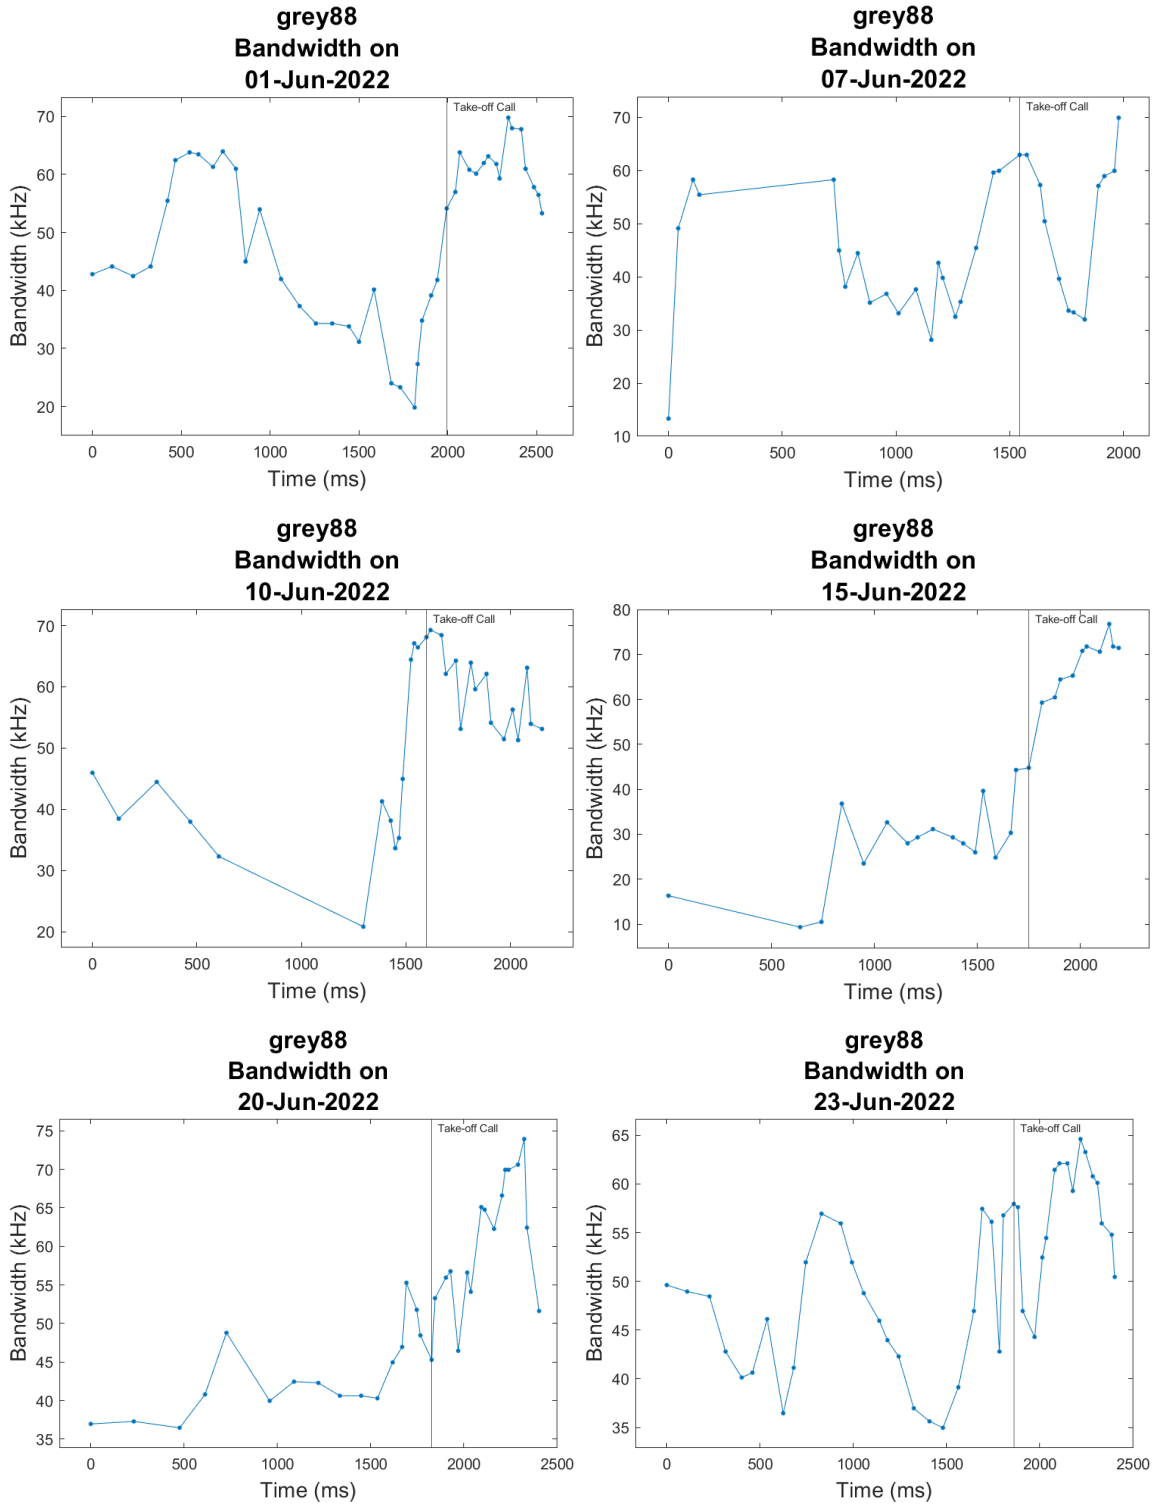 grey88
Bandwidth on
01-Jun-2022
Take-off Call
70
60
50
40
30
20
Bandwidth (kHz)
0 500 1000 1500 2000 2500
Time (ms)
grey88
Bandwidth on
07-Jun-2022
Take-off Call
70
60
50
40
30
20
10
Bandwidth (kHz)
0 500 1000 1500 2000
Time (ms)
grey88
Bandwidth on
10-Jun-2022
Take-off Call
70
60
50
40
30
20
Bandwidth (kHz)
0 500 1000 1500 2000
Time (ms)
grey88
Bandwidth on
15-Jun-2022
Take-off Call
80
70
60
50
40
30
20
10
Bandwidth (kHz)
0 500 1000 1500 2000
Time (ms)
grey88
Bandwidth on
20-Jun-2022
Take-off Call
75
70
65
60
55
50
45
40
35
Bandwidth (kHz)
0 500 1000 1500 2000 2500
Time (ms)
grey88
Bandwidth on
23-Jun-2022
Take-off Call
65
60
55
50
45
40
35
Bandwidth (kHz)
0 500 1000 1500 2000 2500
Time (ms)